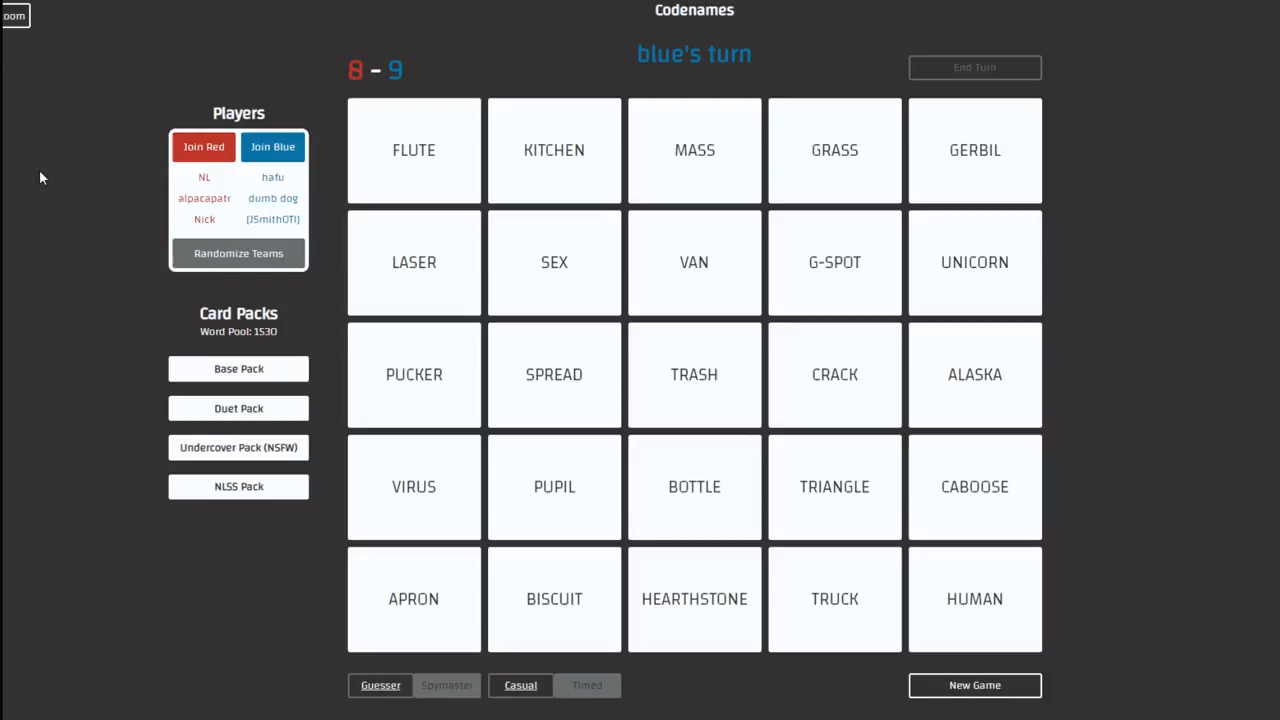 oom
Codenames
blue's turn
8 - 9
End Turn
Players
Join Red
Join Blue
NL
hafu
alpacapatr
dumb dog
Nick
[JSmithOTI]
Randomize Teams
Card Packs
Word Pool: 1530
Base Pack
Duet Pack
Undercover Pack (NSFW)
NLSS Pack
FLUTE
KITCHEN
MASS
GRASS
GERBIL
LASER
SEX
VAN
G-SPOT
UNICORN
PUCKER
SPREAD
TRASH
CRACK
ALASKA
VIRUS
PUPIL
BOTTLE
TRIANGLE
CABOOSE
APRON
BISCUIT
HEARTHSTONE
TRUCK
HUMAN
Guesser
Spymaster
Casual
Timed
New Game